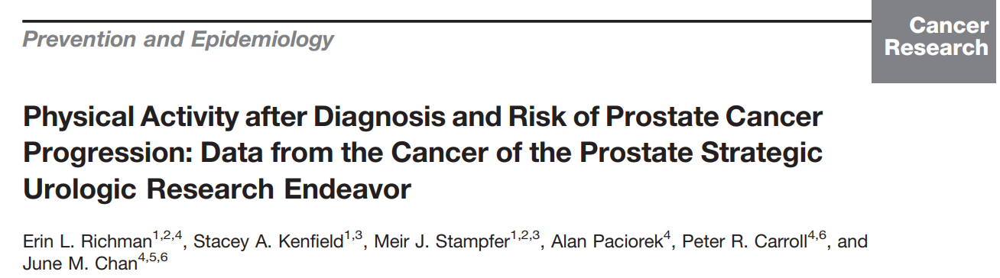 Cancer
Research
Prevention and Epidemiology
Physical Activity after Diagnosis and Risk of Prostate Cancer
Progression: Data from the Cancer of the Prostate Strategic
Urologic Research Endeavor
Erin L. Richman1,2,4, Stacey A. Kenfield1,3, Meir J. Stampfer1,2,3, Alan Paciorek4, Peter R. Carroll4,6, and
June M. Chan4,5,6